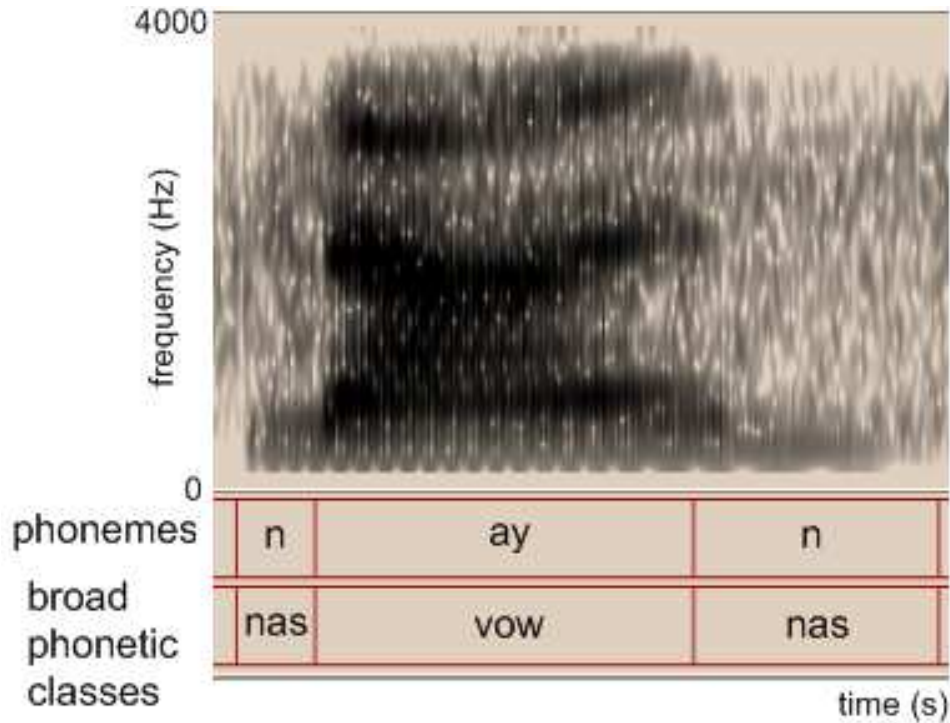 4000
frequency (Hz)
0
phonemes n ay n
broad phonetic classes nas vow nas
time (s)